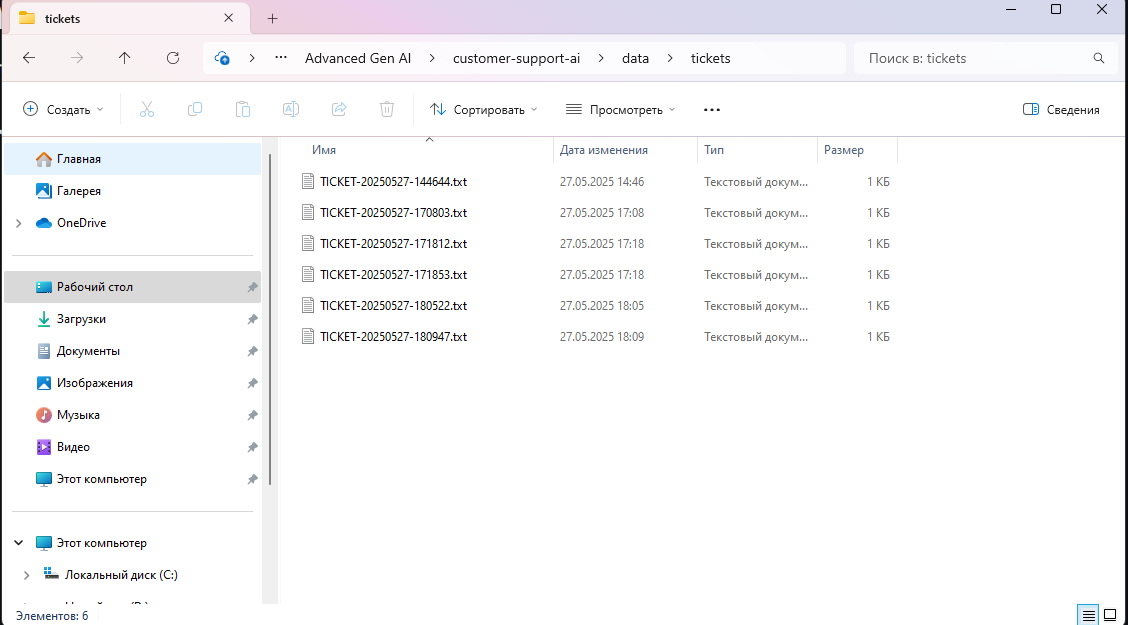 tickets
Advanced Gen AI customer-support-ai data tickets
Поиск в: tickets
Создать Сортировать Просмотреть Сведения
Главная
Галерея
OneDrive
Рабочий стол
Загрузки
Документы
Изображения
Музыка
Видео
Этот компьютер
Этот компьютер
Локальный диск (C:)
Имя Дата изменения Тип Размер
TICKET-20250527-144644.txt 27.05.2025 14:46 Текстовый докум... 1 КБ
TICKET-20250527-170803.txt 27.05.2025 17:08 Текстовый докум... 1 КБ
TICKET-20250527-171812.txt 27.05.2025 17:18 Текстовый докум... 1 КБ
TICKET-20250527-171853.txt 27.05.2025 17:18 Текстовый докум... 1 КБ
TICKET-20250527-180522.txt 27.05.2025 18:05 Текстовый докум... 1 КБ
TICKET-20250527-180947.txt 27.05.2025 18:09 Текстовый докум... 1 КБ
Элементов: 6